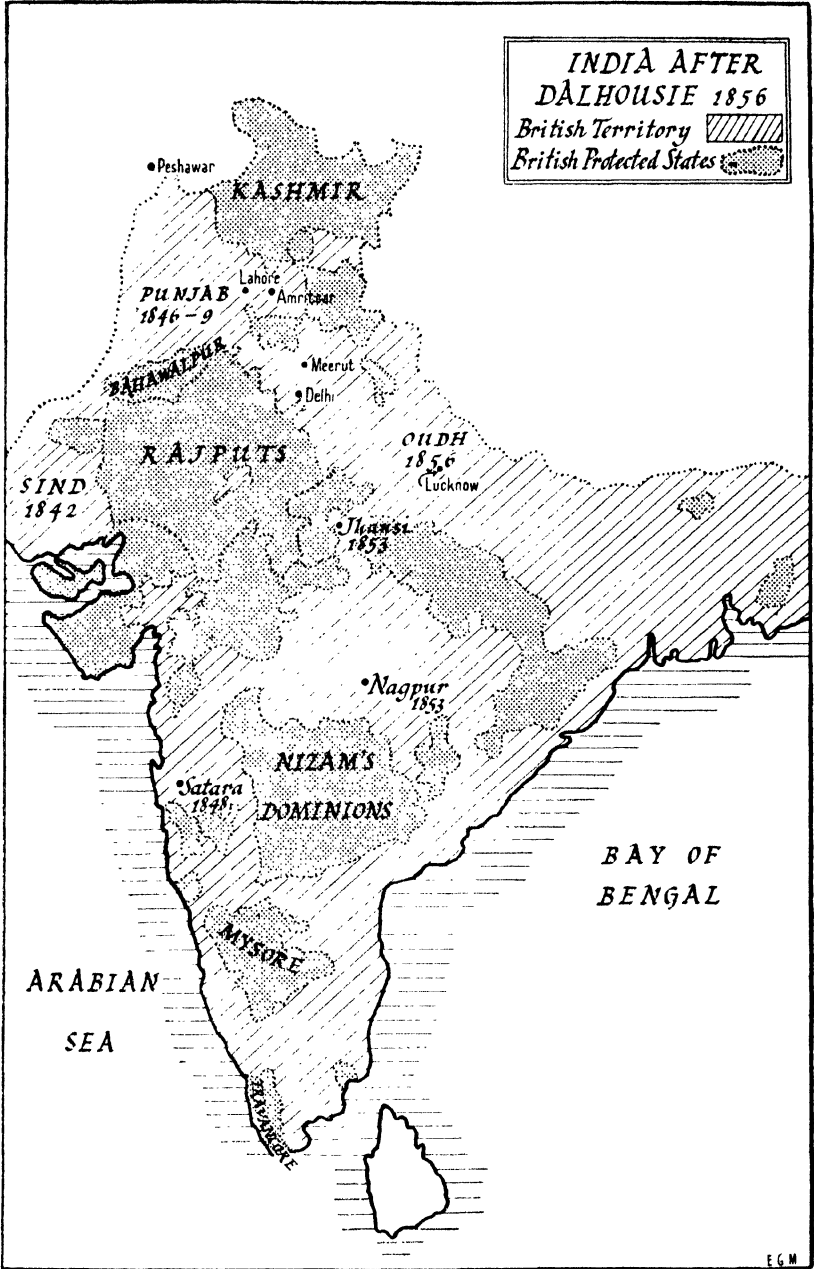 INDIA AFTER
DALHOUSIE 1856
British Territory
British Protected States
Peshawar
KASHMIR
Lahore
Amritsar
PUNJAB
1846-9
BAHAWALPUR
Meerut
Delhi
RAJPUTS
OUDH
1856
Lucknow
SIND
1842
Jhansi
1853
Nagpur
1853
NIZAM'S
DOMINIONS
Satara
1848
BAY OF
BENGAL
MYSORE
ARABIAN
SEA
TRAVANCORE
EGM